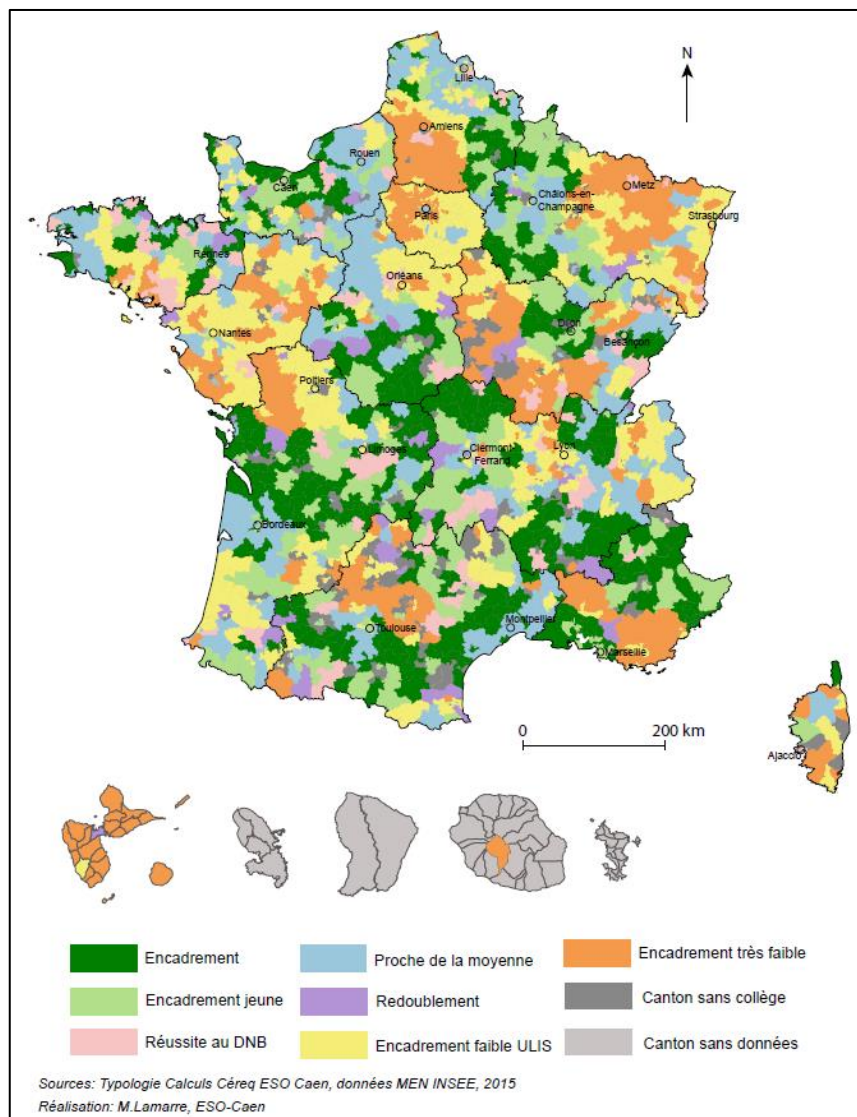 N
Lille
Amiens
Rouen
Caen
Châlons-en-
Champagne
Metz
Paris
Strasbourg
Rennes
Orléans
Nantes
Dijon
Besançon
Poitiers
Limoges
Clermont-
Ferrand
Lyon
Bordeaux
Toulouse
Montpellier
Marseille
0
200 km
Ajaccio
Encadrement
Proche de la moyenne
Encadrement très faible
Encadrement jeune
Redoublement
Canton sans collège
Réussite au DNB
Encadrement faible ULIS
Canton sans données
Sources: Typologie Calculs Céreq ESO Caen, données MEN INSEE, 2015
Réalisation: M.Lamarre, ESO-Caen